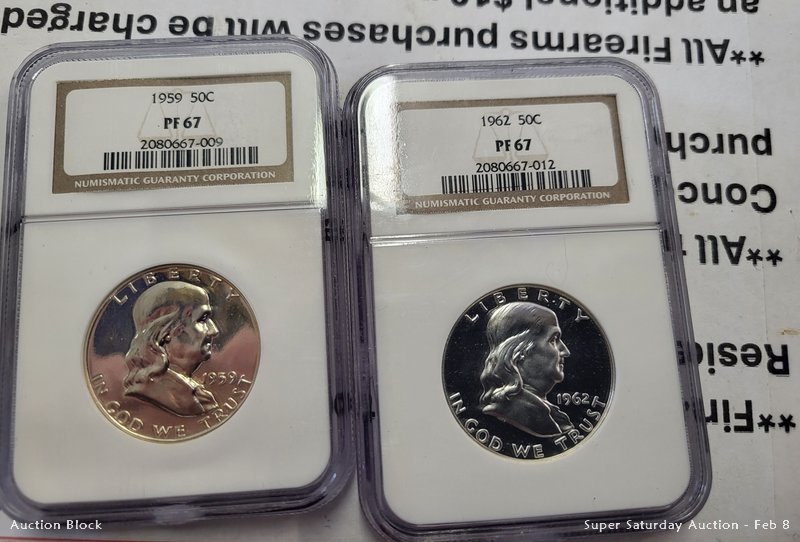 an additional $10
**All Firearms purchases will be charged
purch
Conc
**All
Resid
**Fir
1959 50C
PF 67
2080667-009
NUMISMATIC GUARANTY CORPORATION
LIBERTY
1959
IN GOD WE TRUST
1962 50C
PF 67
2080667-012
NUMISMATIC GUARANTY CORPORATION
LIBERTY
1962
IN GOD WE TRUST
Auction Block
Super Saturday Auction - Feb 8